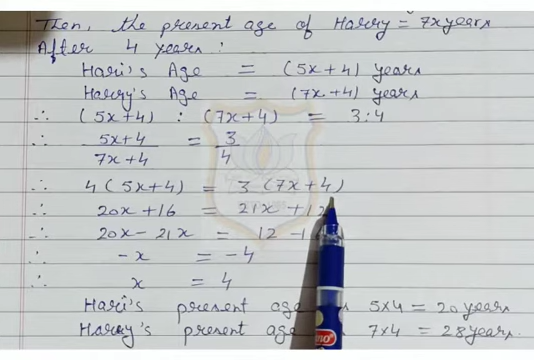 Then, the present age of Harry = 7x years
After 4 years :
Hari's Age = (5x+4) years
Harry's Age = (7x+4) years
∴ (5x+4) : (7x+4) = 3:4
∴ 5x+4 / 7x+4 = 3 / 4
∴ 4 (5x+4) = 3 (7x+4)
∴ 20x+16 = 21x +
∴ 20x - 21x = 12 -
∴ -x = -4
∴ x = 4
Hari's present age 5x4 = 20 years
Harry's present age 7x4 = 28 years.